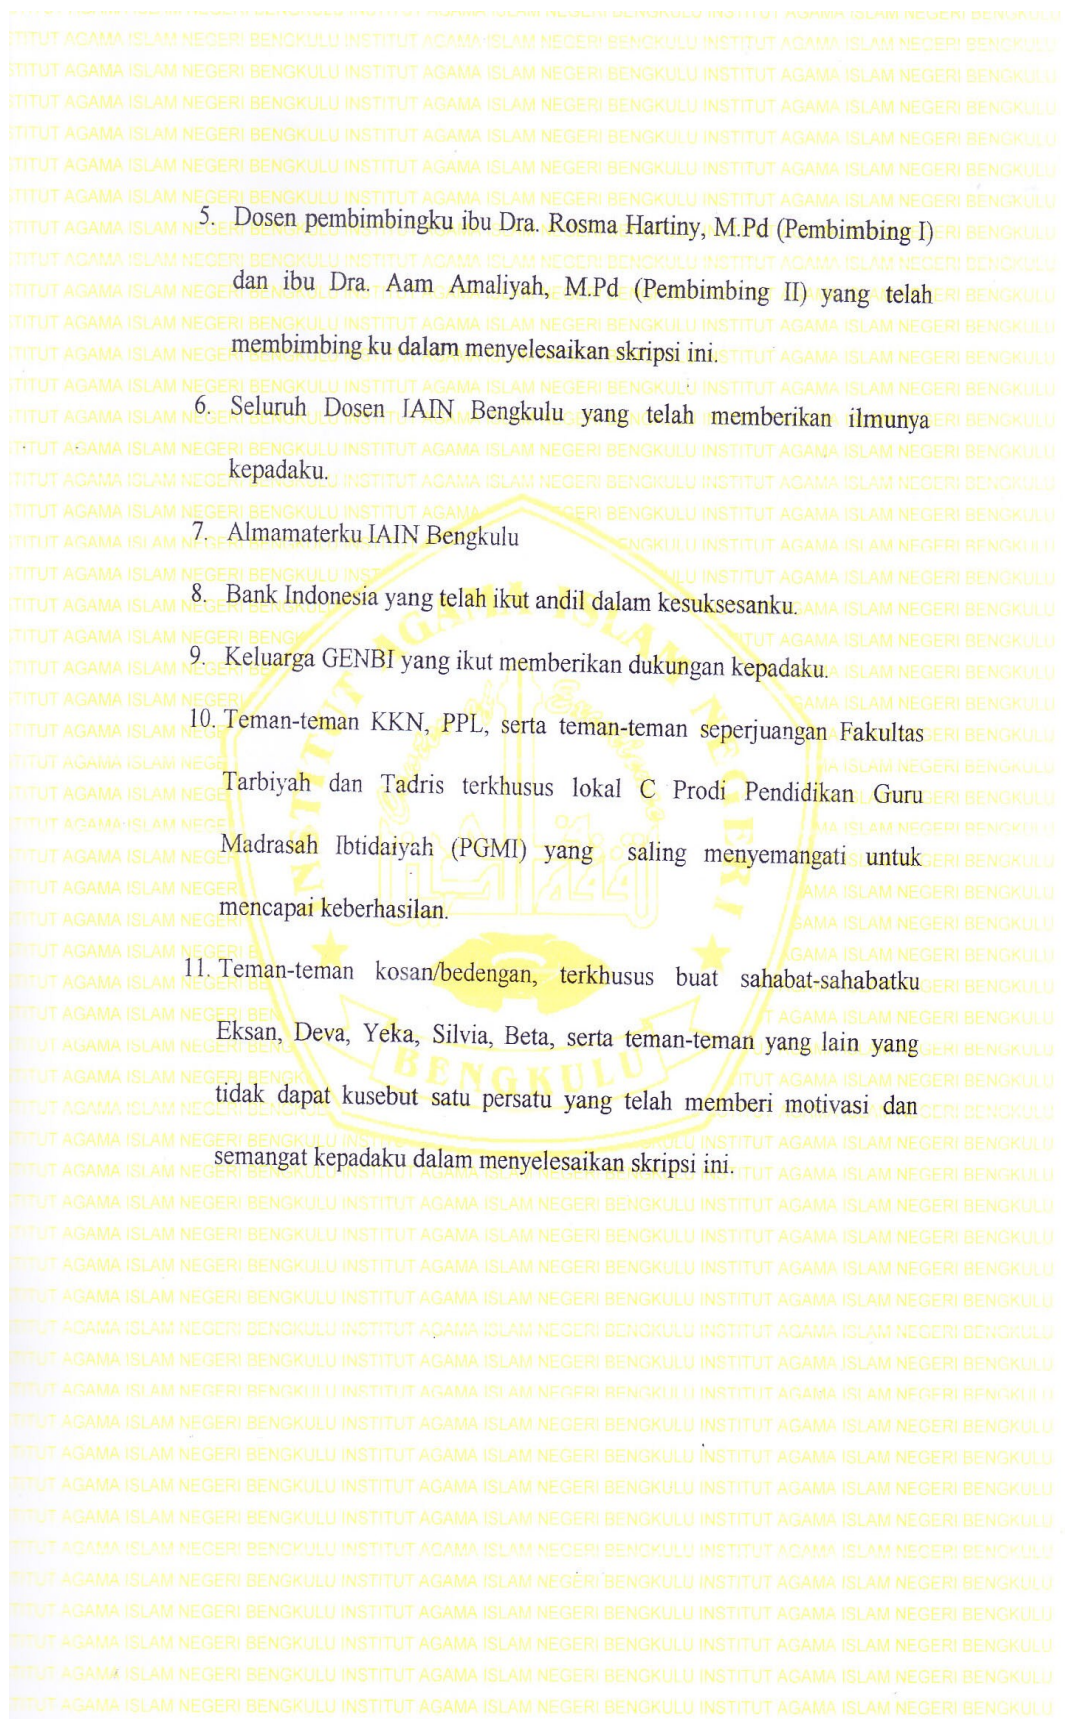 5. Dosen pembimbingku ibu Dra. Rosma Hartiny, M.Pd (Pembimbing I)
dan ibu Dra. Aam Amaliyah, M.Pd (Pembimbing II) yang telah
membimbing ku dalam menyelesaikan skripsi ini.
6. Seluruh Dosen IAIN Bengkulu yang telah memberikan ilmunya
kepadaku.
7. Almamaterku IAIN Bengkulu
8. Bank Indonesia yang telah ikut andil dalam kesuksesanku.
9. Keluarga GENBI yang ikut memberikan dukungan kepadaku.
10. Teman-teman KKN, PPL, serta teman-teman seperjuangan Fakultas
Tarbiyah dan Tadris terkhusus lokal C Prodi Pendidikan Guru
Madrasah Ibtidaiyah (PGMI) yang saling menyemangati untuk
mencapai keberhasilan.
11. Teman-teman kosan/bedengan, terkhusus buat sahabat-sahabatku
Eksan, Deva, Yeka, Silvia, Beta, serta teman-teman yang lain yang
tidak dapat kusebut satu persatu yang telah memberi motivasi dan
semangat kepadaku dalam menyelesaikan skripsi ini.
INSTITUT AGAMA ISLAM NEGERI
BENGKULU